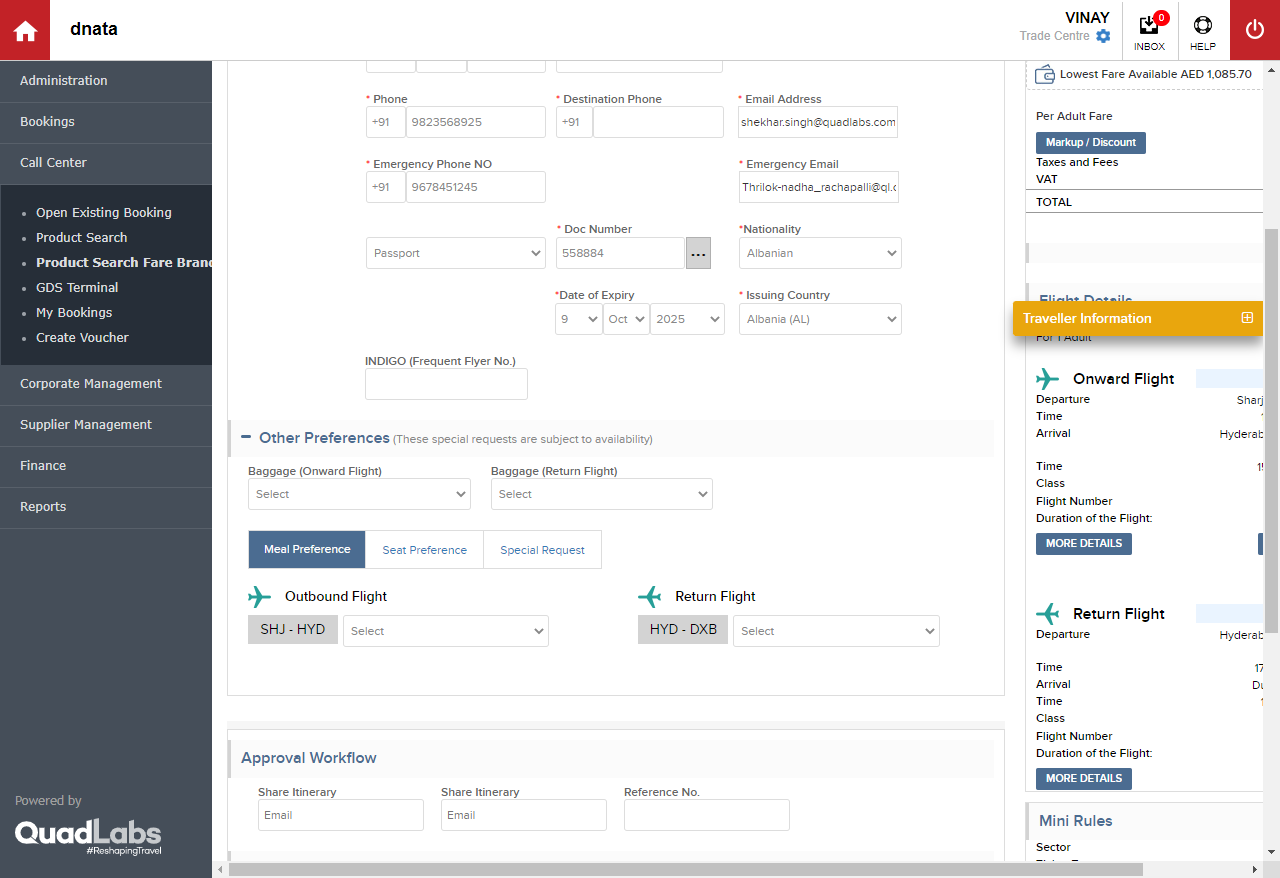 dnata
VINAY
Trade Centre
0
INBOX
HELP
Administration
Bookings
Call Center
Open Existing Booking
Product Search
Product Search Fare Bran
GDS Terminal
My Bookings
Create Voucher
Corporate Management
Supplier Management
Finance
Reports
Powered by
QuadLabs
#ReshapingTravel
* Phone
* Destination Phone
* Email Address
+91 9823568925
+91
shekhar.singh@quadlabs.com
* Emergency Phone NO
* Emergency Email
+91 9678451245
Thrilok-nadha_rachapalli@ql.c
* Doc Number
*Nationality
Passport
558884
...
Albanian
*Date of Expiry
* Issuing Country
9 Oct 2025
Albania (AL)
INDIGO (Frequent Flyer No.)
Other Preferences (These special requests are subject to availability)
Baggage (Onward Flight)
Baggage (Return Flight)
Select
Select
Meal Preference
Seat Preference
Special Request
Outbound Flight
Return Flight
SHJ - HYD
Select
HYD - DXB
Select
Approval Workflow
Share Itinerary
Share Itinerary
Reference No.
Email
Email
Lowest Fare Available AED 1,085.70
Per Adult Fare
Markup / Discount
Taxes and Fees
VAT
TOTAL
Flight Details
Traveller Information
For 1 Adult
Onward Flight
Departure Sharj
Time
Arrival Hyderab
Time 15
Class
Flight Number
Duration of the Flight:
MORE DETAILS
Return Flight
Departure Hyderab
Time 17
Arrival Du
Time
Class
Flight Number
Duration of the Flight:
MORE DETAILS
Mini Rules
Sector